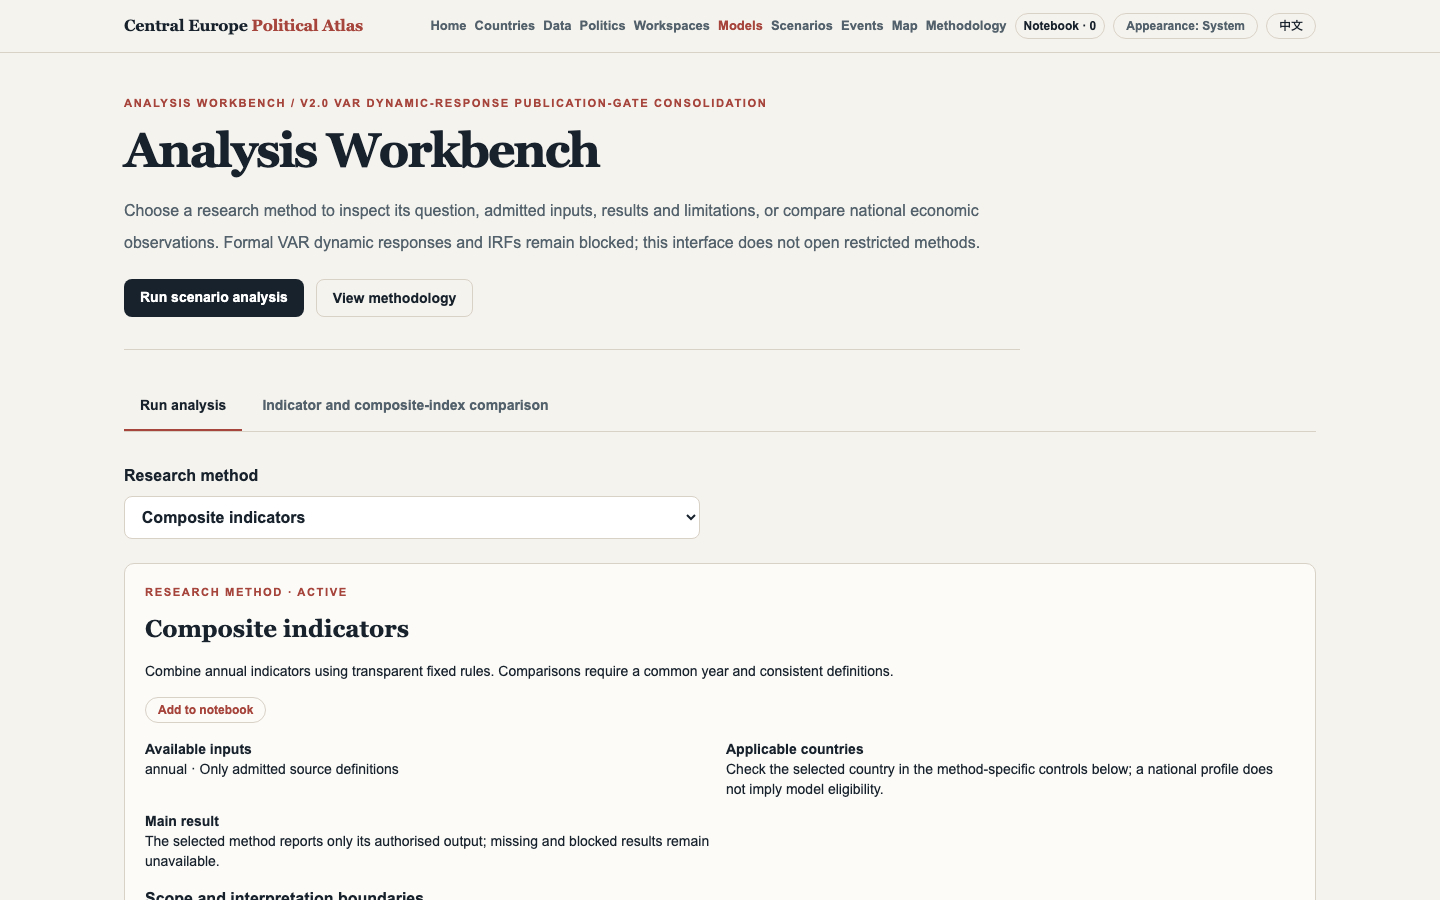 Central Europe Political Atlas
Home Countries Data Politics Workspaces Models Scenarios Events Map Methodology Notebook · 0 Appearance: System 中文
ANALYSIS WORKBENCH / V2.0 VAR DYNAMIC-RESPONSE PUBLICATION-GATE CONSOLIDATION
Analysis Workbench
Choose a research method to inspect its question, admitted inputs, results and limitations, or compare national economic
observations. Formal VAR dynamic responses and IRFs remain blocked; this interface does not open restricted methods.
Run scenario analysis View methodology
Run analysis Indicator and composite-index comparison
Research method
Composite indicators
RESEARCH METHOD · ACTIVE
Composite indicators
Combine annual indicators using transparent fixed rules. Comparisons require a common year and consistent definitions.
Add to notebook
Available inputs
annual · Only admitted source definitions
Applicable countries
Check the selected country in the method-specific controls below; a national profile does
not imply model eligibility.
Main result
The selected method reports only its authorised output; missing and blocked results remain
unavailable.
Scope and interpretation boundaries